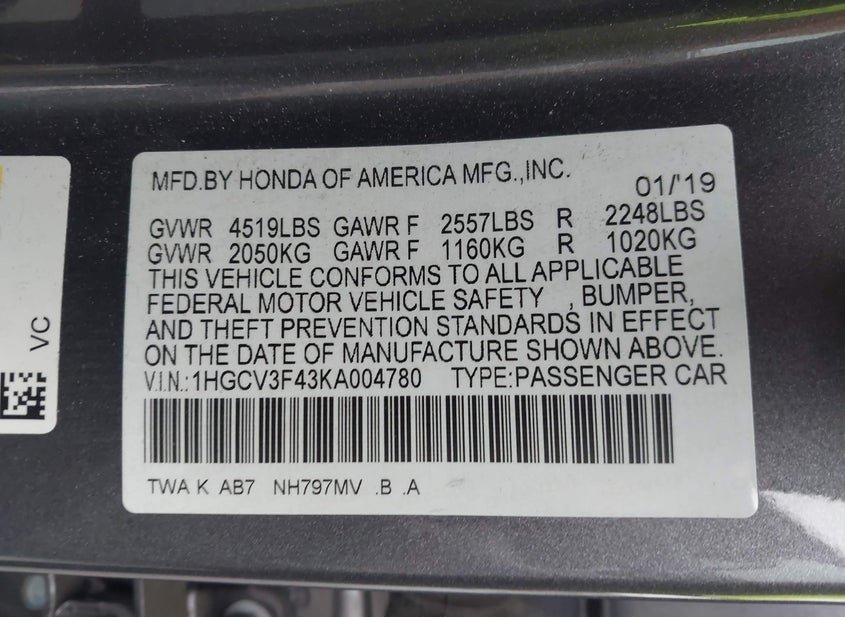 MFD.BY HONDA OF AMERICA MFG.,INC. 01/'19
GVWR 4519LBS GAWR F 2557LBS R 2248LBS
GVWR 2050KG GAWR F 1160KG R 1020KG
THIS VEHICLE CONFORMS TO ALL APPLICABLE
FEDERAL MOTOR VEHICLE SAFETY , BUMPER,
AND THEFT PREVENTION STANDARDS IN EFFECT
ON THE DATE OF MANUFACTURE SHOWN ABOVE.
V.I.N.:1HGCV3F43KA004780 TYPE:PASSENGER CAR
TWA K AB7 NH797MV .B .A
VC